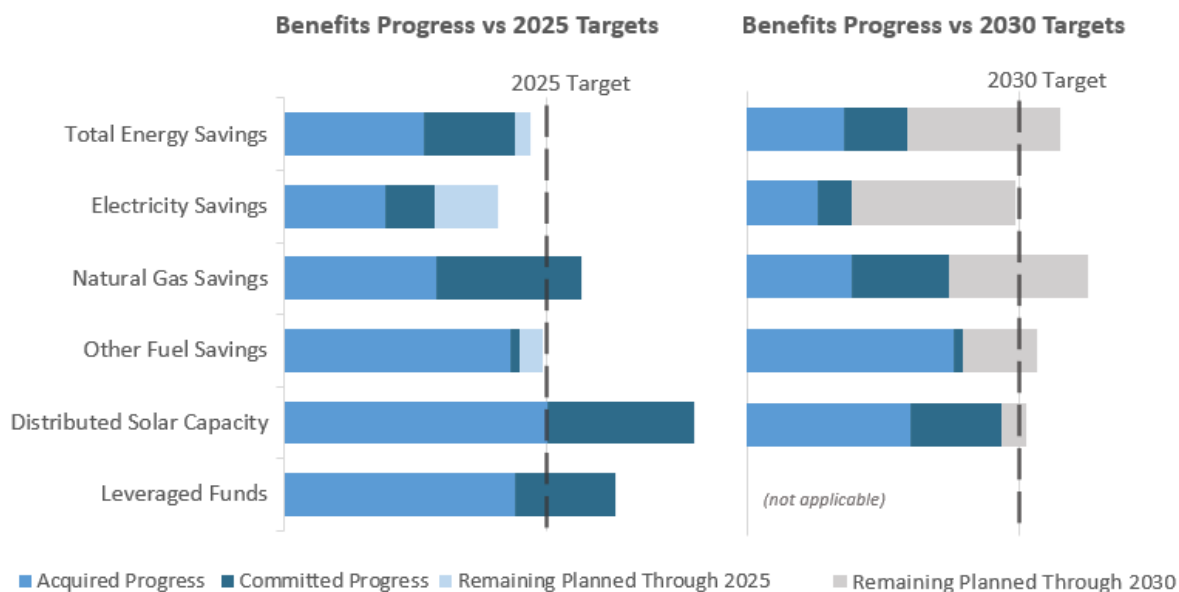 Benefits Progress vs 2025 Targets
Benefits Progress vs 2030 Targets
2025 Target
2030 Target
Total Energy Savings
Electricity Savings
Natural Gas Savings
Other Fuel Savings
Distributed Solar Capacity
Leveraged Funds
(not applicable)
Acquired Progress
Committed Progress
Remaining Planned Through 2025
Remaining Planned Through 2030